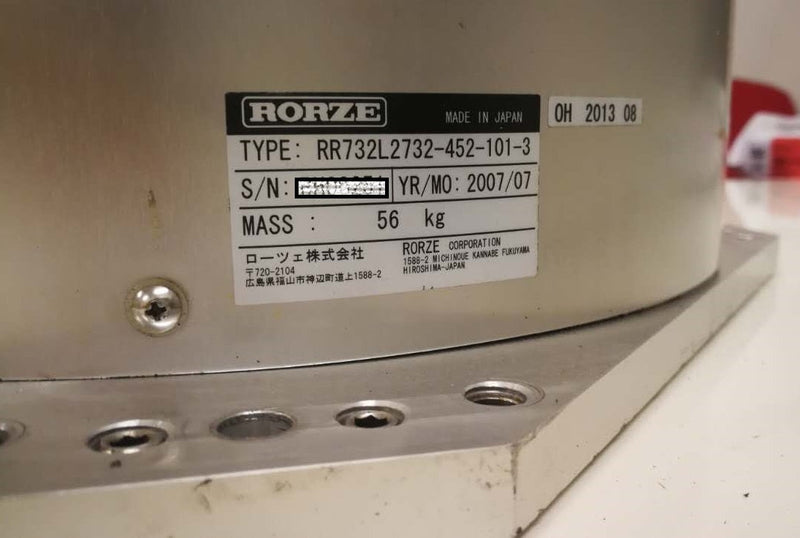 RORZE MADE IN JAPAN
OH 2013 08
TYPE: RR732L2732-452-101-3
S/N: YR/MO: 2007/07
MASS : 56 kg
ローツェ株式会社
〒720-2104
広島県福山市神辺町道上1588-2
RORZE CORPORATION
1588-2 MICHINOUE KANNABE FUKUYAMA
HIROSHIMA-JAPAN